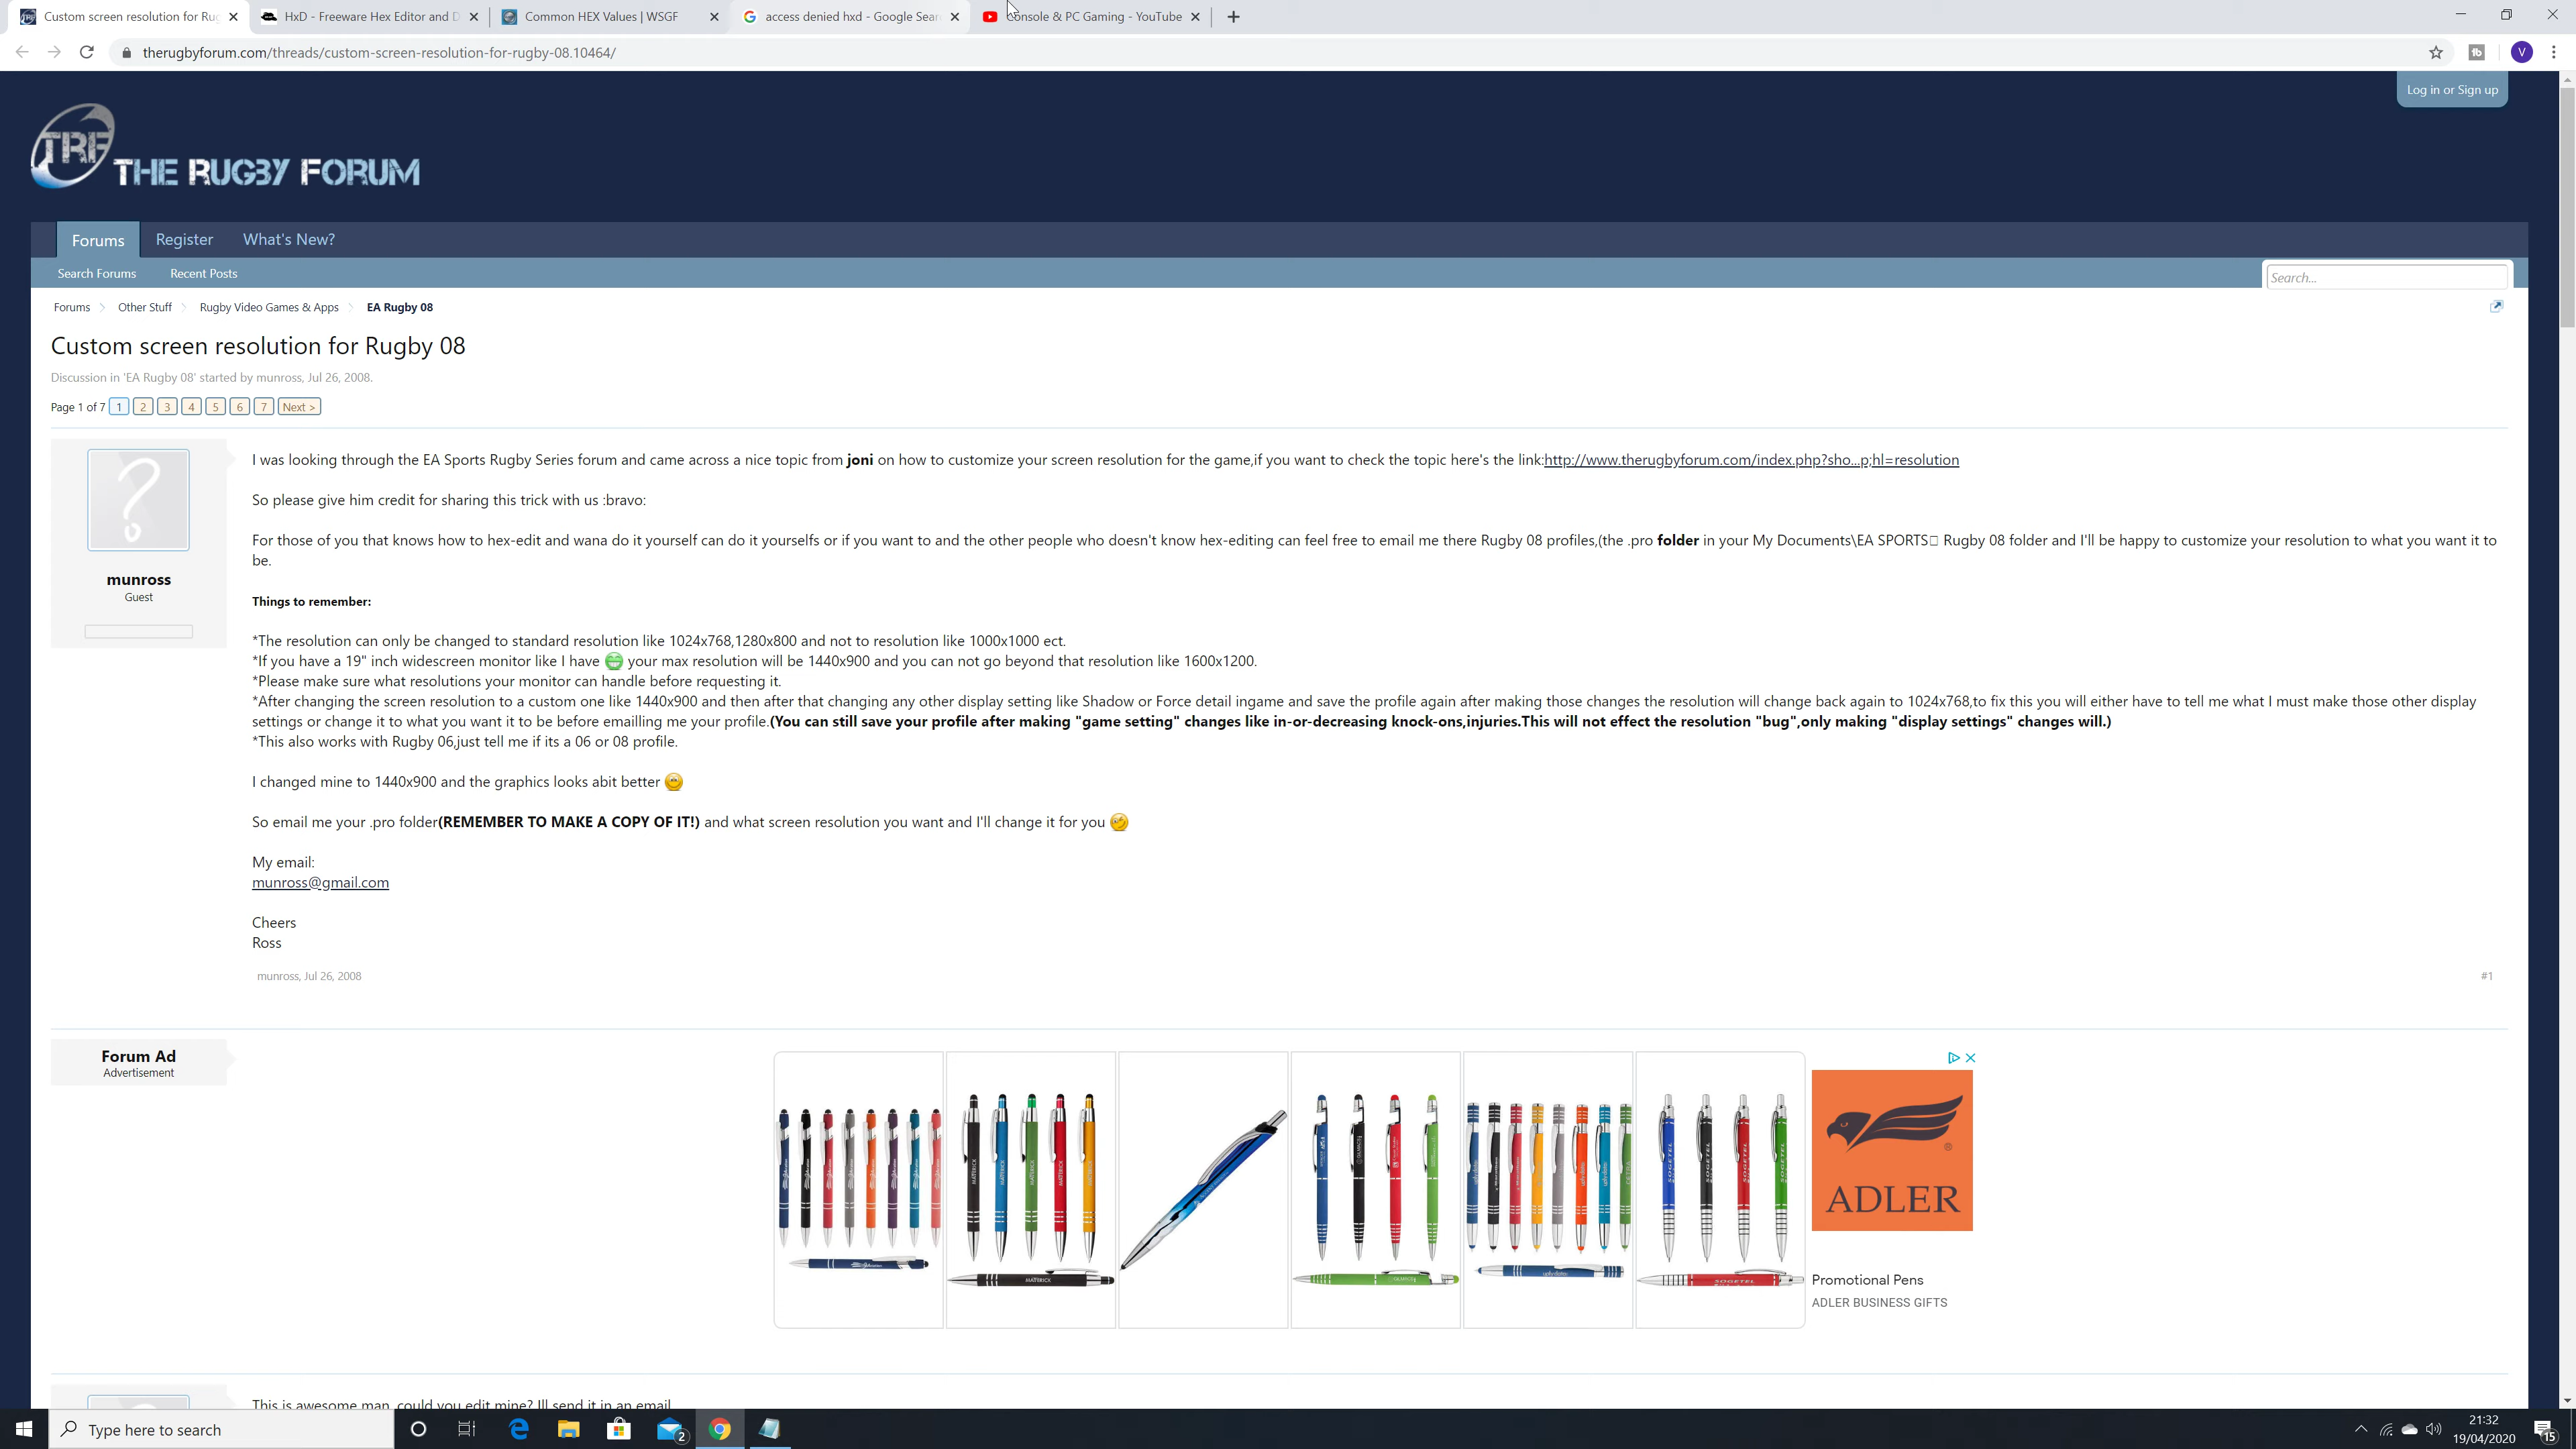 Custom screen resolution for Rug
HxD - Freeware Hex Editor and D
Common HEX Values | WSGF
access denied hxd - Google Sear
Console & PC Gaming - YouTube
therugbyforum.com/threads/custom-screen-resolution-for-rugby-08.10464/
V
Log in or Sign up
TRF THE RUGBY FORUM
Forums Register What's New?
Search Forums Recent Posts
Search...
Forums Other Stuff Rugby Video Games & Apps EA Rugby 08
Custom screen resolution for Rugby 08
Discussion in 'EA Rugby 08' started by munross, Jul 26, 2008.
Page 1 of 7 1 2 3 4 5 6 7 Next >
munross
Guest
I was looking through the EA Sports Rugby Series forum and came across a nice topic from joni on how to customize your screen resolution for the game,if you want to check the topic here's the link:http://www.therugbyforum.com/index.php?sho...p;hl=resolution
So please give him credit for sharing this trick with us :bravo:
For those of you that knows how to hex-edit and wana do it yourself can do it yourselfs or if you want to and the other people who doesn't know hex-editing can feel free to email me there Rugby 08 profiles,(the .pro folder in your My Documents\EA SPORTS Rugby 08 folder and I'll be happy to customize your resolution to what you want it to
be.
Things to remember:
*The resolution can only be changed to standard resolution like 1024x768,1280x800 and not to resolution like 1000x1000 ect.
*If you have a 19" inch widescreen monitor like I have your max resolution will be 1440x900 and you can not go beyond that resolution like 1600x1200.
*Please make sure what resolutions your monitor can handle before requesting it.
*After changing the screen resolution to a custom one like 1440x900 and then after that changing any other display setting like Shadow or Force detail ingame and save the profile again after making those changes the resolution will change back again to 1024x768,to fix this you will either have to tell me what I must make those other display
settings or change it to what you want it to be before emailling me your profile.(You can still save your profile after making "game setting" changes like in-or-decreasing knock-ons,injuries.This will not effect the resolution "bug",only making "display settings" changes will.)
*This also works with Rugby 06,just tell me if its a 06 or 08 profile.
I changed mine to 1440x900 and the graphics looks abit better
So email me your .pro folder(REMEMBER TO MAKE A COPY OF IT!) and what screen resolution you want and I'll change it for you
My email:
munross@gmail.com
Cheers
Ross
munross, Jul 26, 2008
#1
Forum Ad
Advertisement
MAVERICK
SOGETEL
ADLER
Promotional Pens
ADLER BUSINESS GIFTS
This is awesome man, could you edit mine? Ill send it in an email
Type here to search
2
21:32
19/04/2020
15